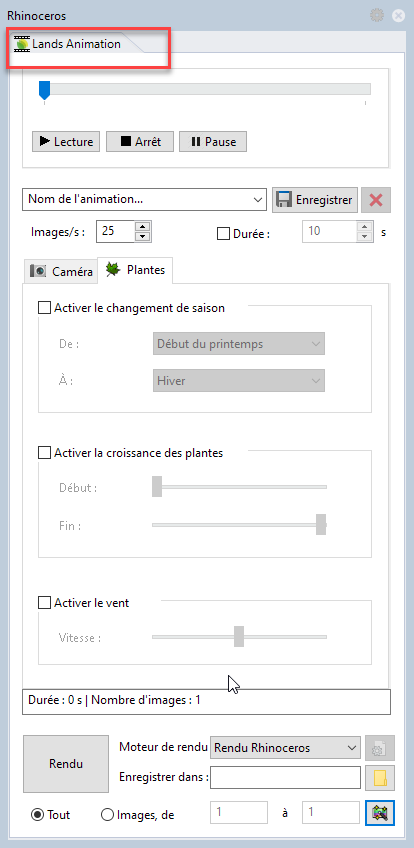 Rhinoceros
Lands Animation
Lecture Arrêt Pause
Nom de l'animation... Enregistrer
Images/s : 25 Durée : 10 s
Caméra Plantes
Activer le changement de saison
De : Début du printemps
À : Hiver
Activer la croissance des plantes
Début :
Fin :
Activer le vent
Vitesse :
Durée : 0 s | Nombre d'images : 1
Rendu
Moteur de rendu Rendu Rhinoceros
Enregistrer dans :
Tout Images, de 1 à 1